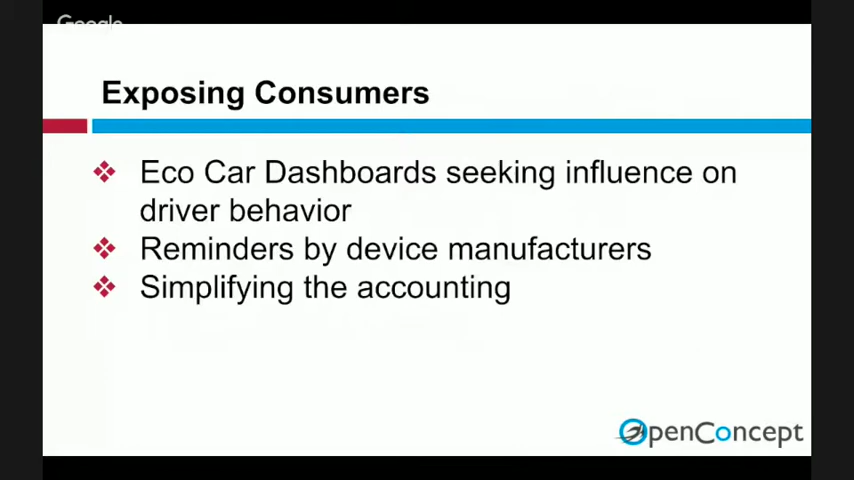 Google
Exposing Consumers
Eco Car Dashboards seeking influence on
driver behavior
Reminders by device manufacturers
Simplifying the accounting
OpenConcept